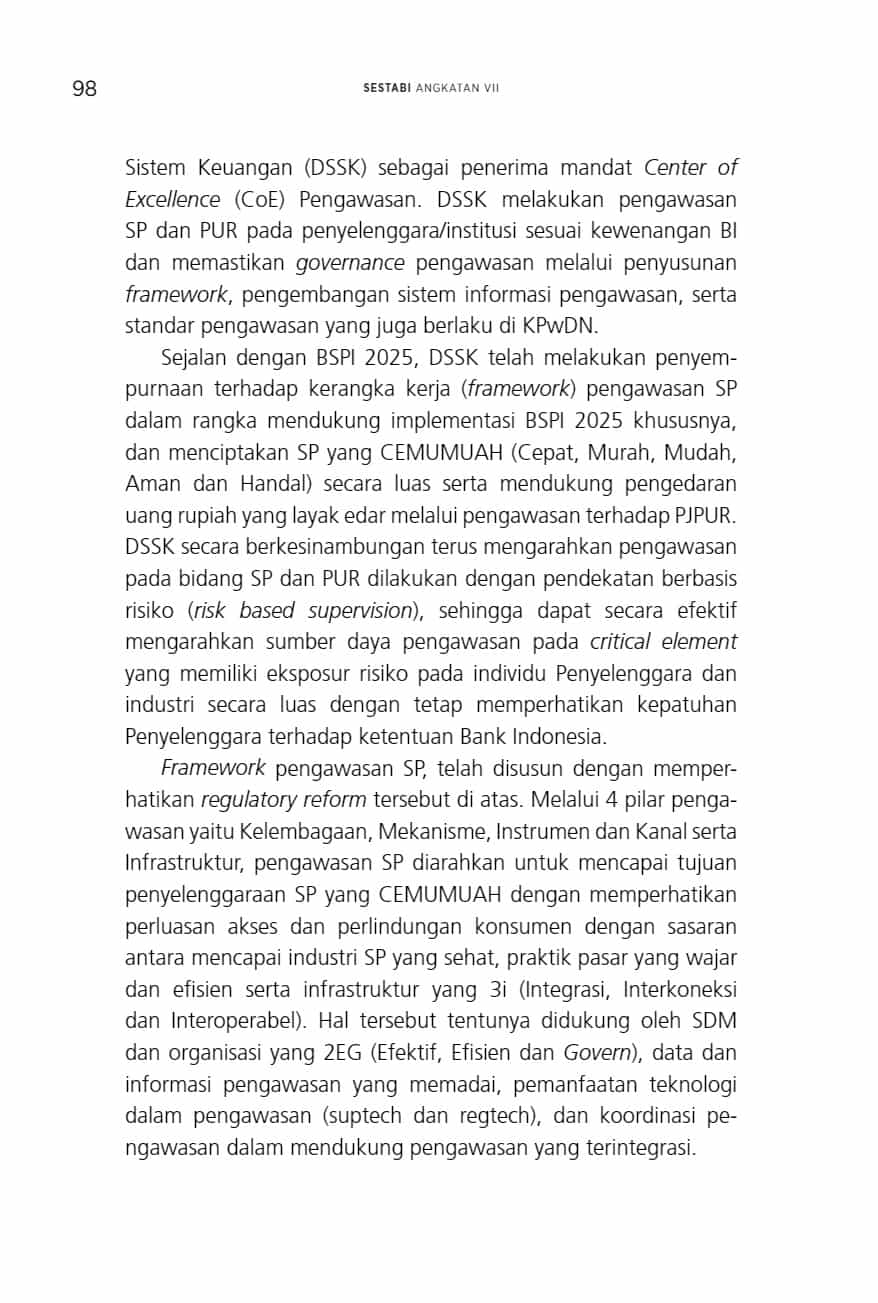 98
SESTABI ANGKATAN VII
Sistem Keuangan (DSSK) sebagai penerima mandat Center of
Excellence (CoE) Pengawasan. DSSK melakukan pengawasan
SP dan PUR pada penyelenggara/institusi sesuai kewenangan BI
dan memastikan governance pengawasan melalui penyusunan
framework, pengembangan sistem informasi pengawasan, serta
standar pengawasan yang juga berlaku di KPwDN.
Sejalan dengan BSPI 2025, DSSK telah melakukan penyem-
purnaan terhadap kerangka kerja (framework) pengawasan SP
dalam rangka mendukung implementasi BSPI 2025 khususnya,
dan menciptakan SP yang CEMUMUAH (Cepat, Murah, Mudah,
Aman dan Handal) secara luas serta mendukung pengedaran
uang rupiah yang layak edar melalui pengawasan terhadap PJPUR.
DSSK secara berkesinambungan terus mengarahkan pengawasan
pada bidang SP dan PUR dilakukan dengan pendekatan berbasis
risiko (risk based supervision), sehingga dapat secara efektif
mengarahkan sumber daya pengawasan pada critical element
yang memiliki eksposur risiko pada individu Penyelenggara dan
industri secara luas dengan tetap memperhatikan kepatuhan
Penyelenggara terhadap ketentuan Bank Indonesia.
Framework pengawasan SP, telah disusun dengan memper-
hatikan regulatory reform tersebut di atas. Melalui 4 pilar penga-
wasan yaitu Kelembagaan, Mekanisme, Instrumen dan Kanal serta
Infrastruktur, pengawasan SP diarahkan untuk mencapai tujuan
penyelenggaraan SP yang CEMUMUAH dengan memperhatikan
perluasan akses dan perlindungan konsumen dengan sasaran
antara mencapai industri SP yang sehat, praktik pasar yang wajar
dan efisien serta infrastruktur yang 3i (Integrasi, Interkoneksi
dan Interoperabel). Hal tersebut tentunya didukung oleh SDM
dan organisasi yang 2EG (Efektif, Efisien dan Govern), data dan
informasi pengawasan yang memadai, pemanfaatan teknologi
dalam pengawasan (suptech dan regtech), dan koordinasi pe-
ngawasan dalam mendukung pengawasan yang terintegrasi.